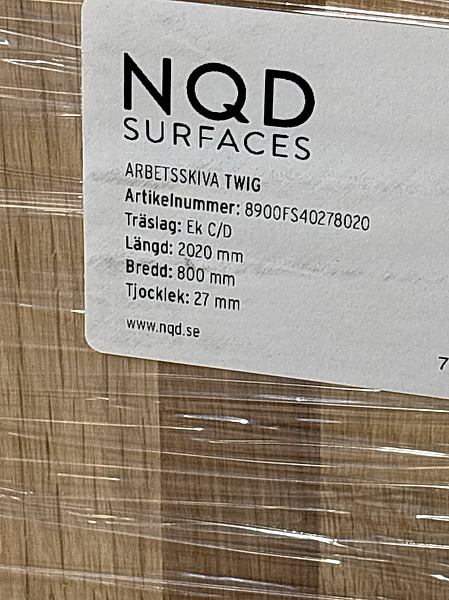 NQD
SURFACES
ARBETSSKIVA TWIG
Artikelnummer: 8900FS40278020
Träslag: Ek C/D
Längd: 2020 mm
Bredd: 800 mm
Tjocklek: 27 mm
www.nqd.se
7